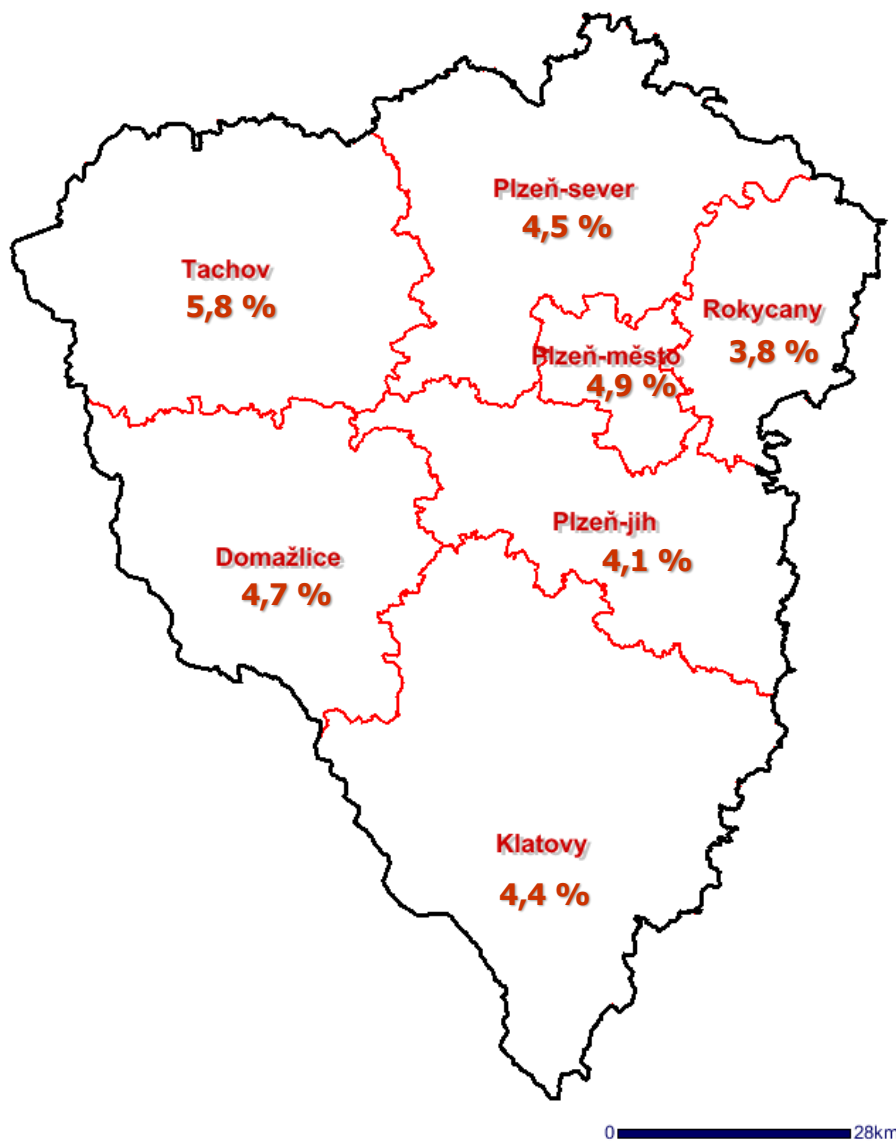 Plzeň-sever
4,5 %
Tachov
5,8 %
Rokycany
3,8 %
Plzeň-město
4,9 %
Plzeň-jih
4,1 %
Domažlice
4,7 %
Klatovy
4,4 %
0 28km